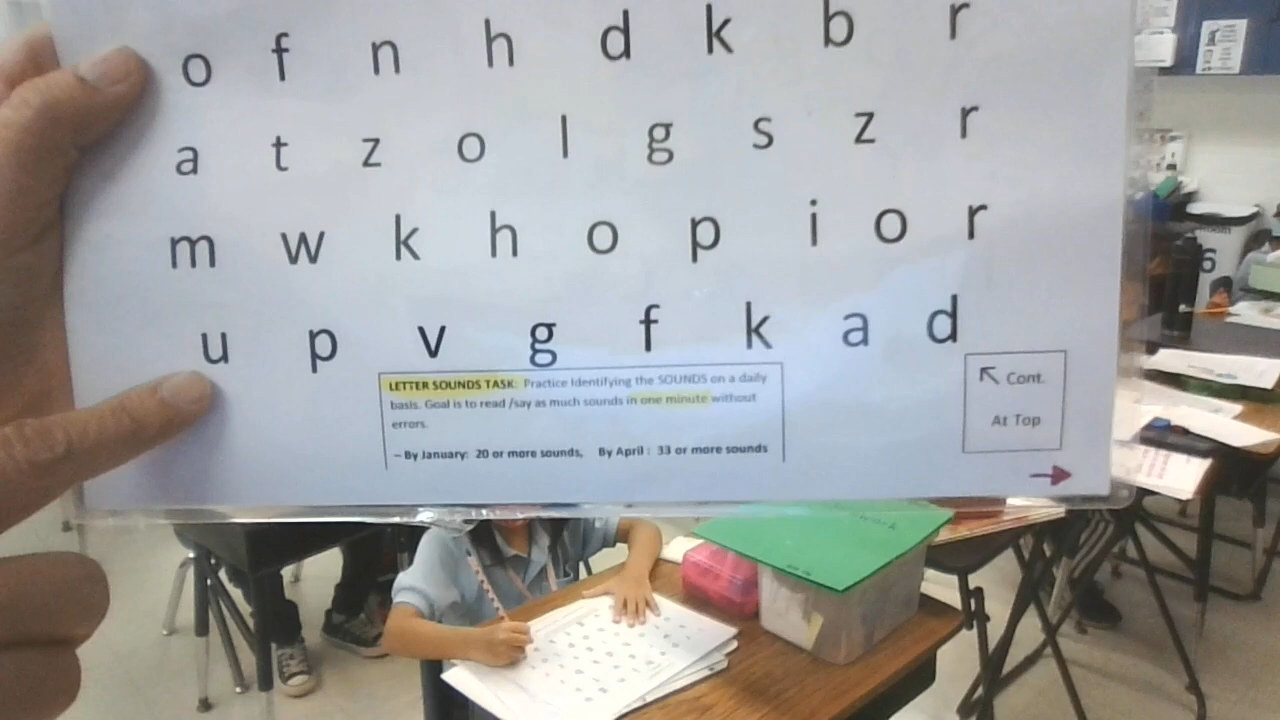 o f n h d k b r
a t z o l g s z r
m w k h o p i o r
u p v g f k a d
LETTER SOUNDS TASK: Practice Identifying the SOUNDS on a daily
basis. Goal is to read /say as much sounds in one minute without
errors.
– By January: 20 or more sounds, By April : 33 or more sounds
Cont.
At Top
6